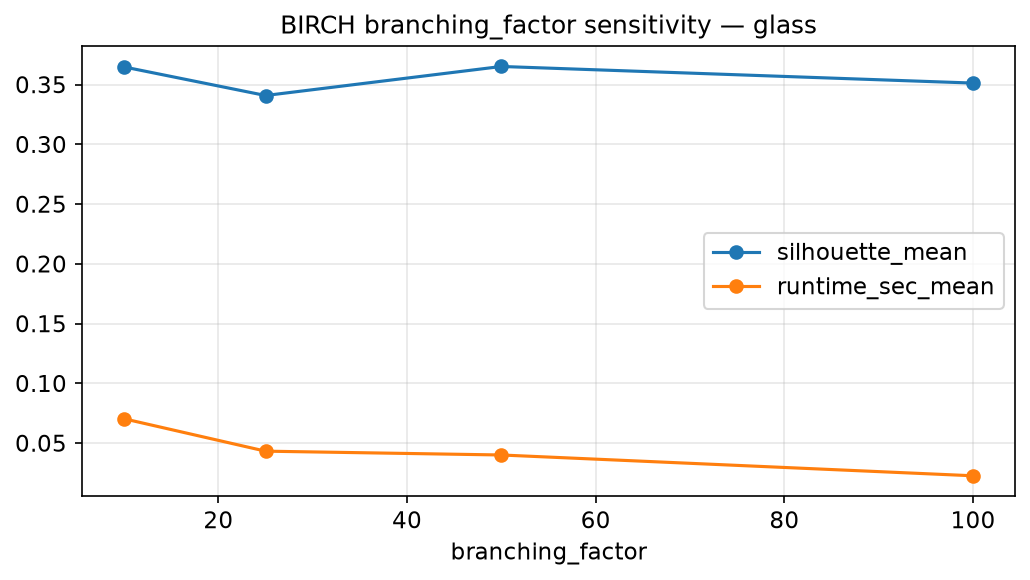 BIRCH branching_factor sensitivity — glass
0.35
0.30
0.25
0.20
0.15
0.10
0.05
silhouette_mean
runtime_sec_mean
20 40 60 80 100
branching_factor